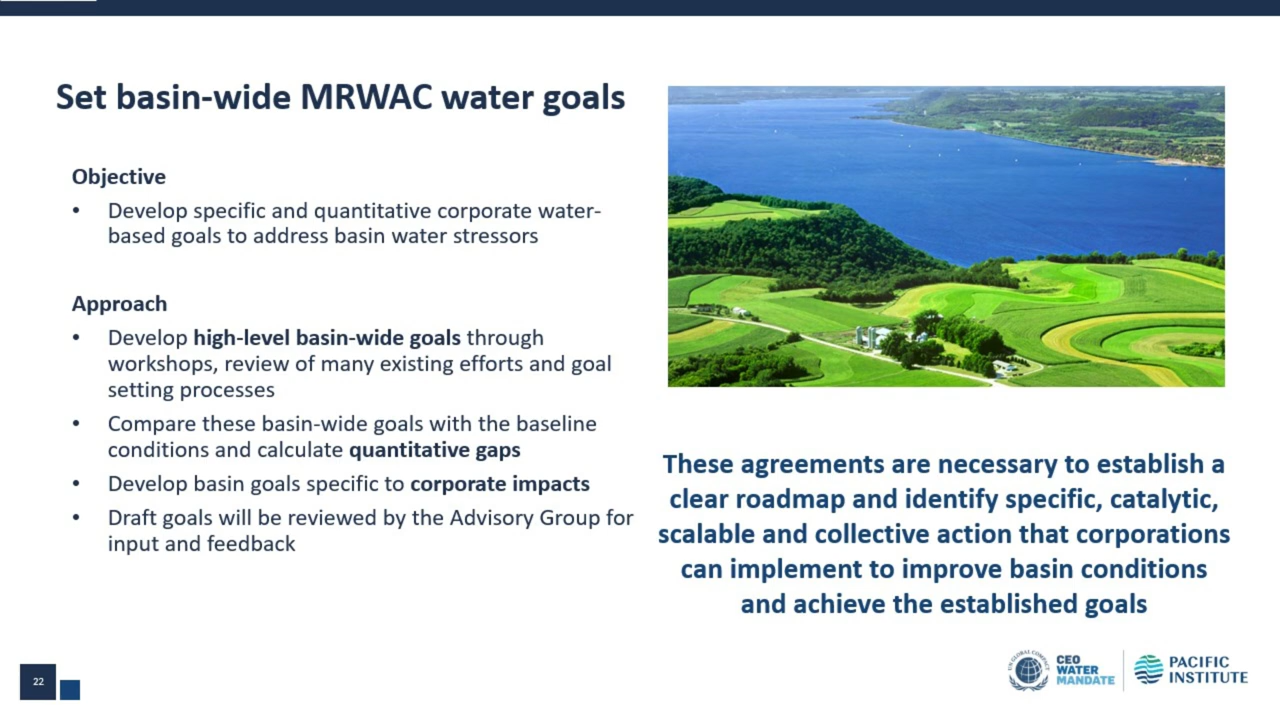 Set basin-wide MRWAC water goals
Objective
• Develop specific and quantitative corporate water-
based goals to address basin water stressors
Approach
• Develop high-level basin-wide goals through
workshops, review of many existing efforts and goal
setting processes
• Compare these basin-wide goals with the baseline
conditions and calculate quantitative gaps
• Develop basin goals specific to corporate impacts
• Draft goals will be reviewed by the Advisory Group for
input and feedback
These agreements are necessary to establish a
clear roadmap and identify specific, catalytic,
scalable and collective action that corporations
can implement to improve basin conditions
and achieve the established goals
22
UN GLOBAL COMPACT
CEO
WATER
MANDATE
PACIFIC
INSTITUTE